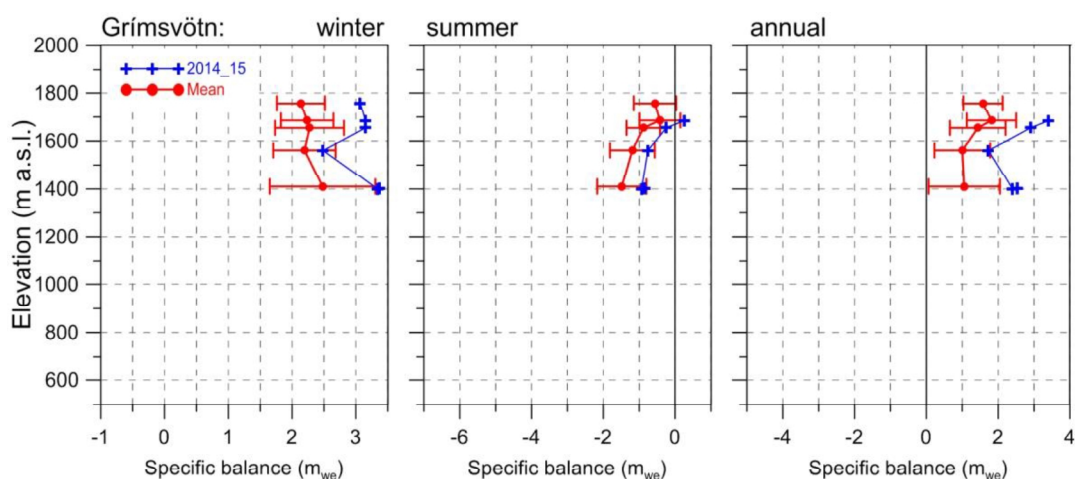 Grímsvötn: winter summer annual
2000
1800
1600
1400
1200
1000
800
600
Elevation (m a.s.l.)
2014_15
Mean
-1 0 1 2 3 -6 -4 -2 0 -4 -2 0 2 4
Specific balance (mwe) Specific balance (mwe) Specific balance (mwe)